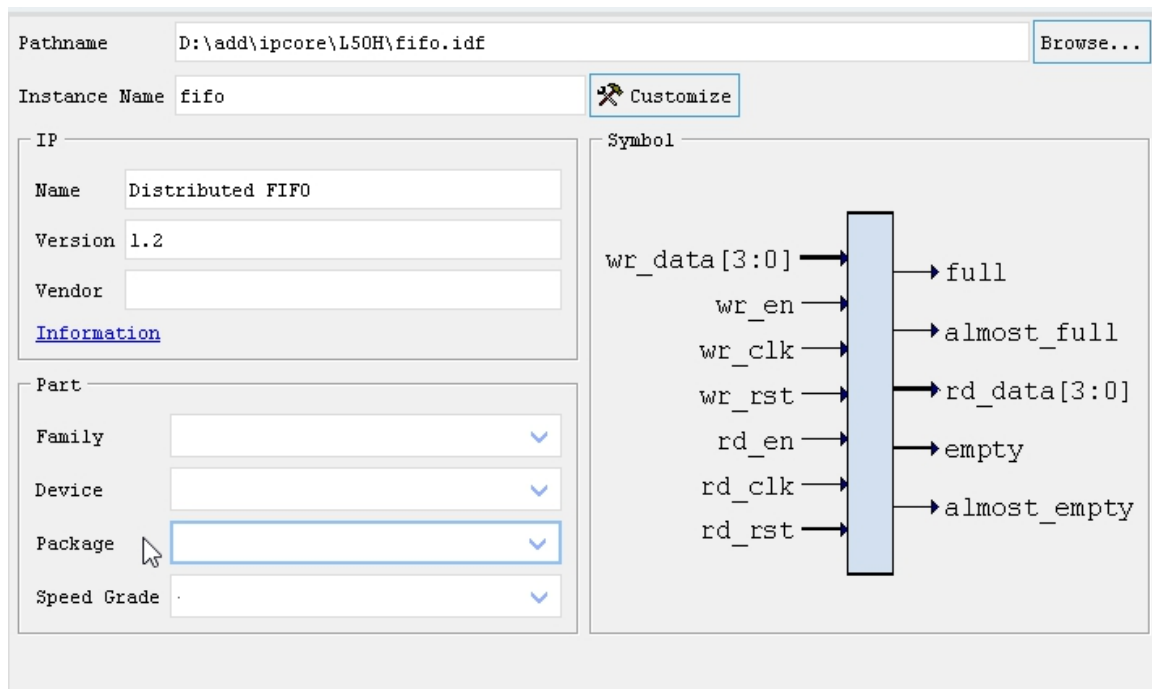 Pathname D:\add\ipcore\L50H\fifo.idf Browse...
Instance Name fifo Customize
IP
Name Distributed FIFO
Version 1.2
Vendor
Information
Part
Family
Device
Package
Speed Grade
Symbol
wr_data[3:0]
wr_en
wr_clk
wr_rst
rd_en
rd_clk
rd_rst
full
almost_full
rd_data[3:0]
empty
almost_empty